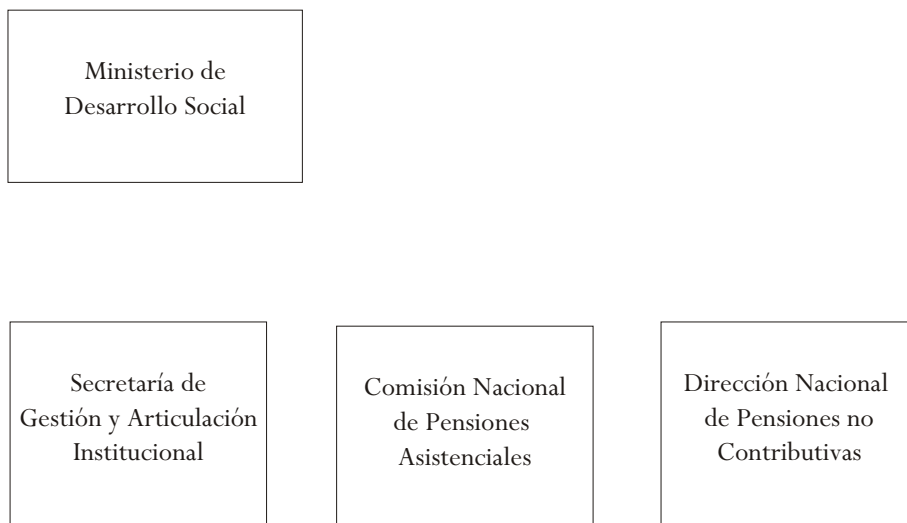 Ministerio de
Desarrollo Social
Secretaría de
Gestión y Articulación
Institucional
Comisión Nacional
de Pensiones
Asistenciales
Dirección Nacional
de Pensiones no
Contributivas